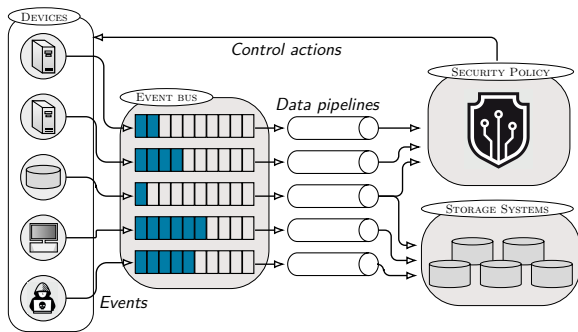 DEVICES
Control actions
SECURITY POLICY
EVENT BUS
Data pipelines
STORAGE SYSTEMS
Events